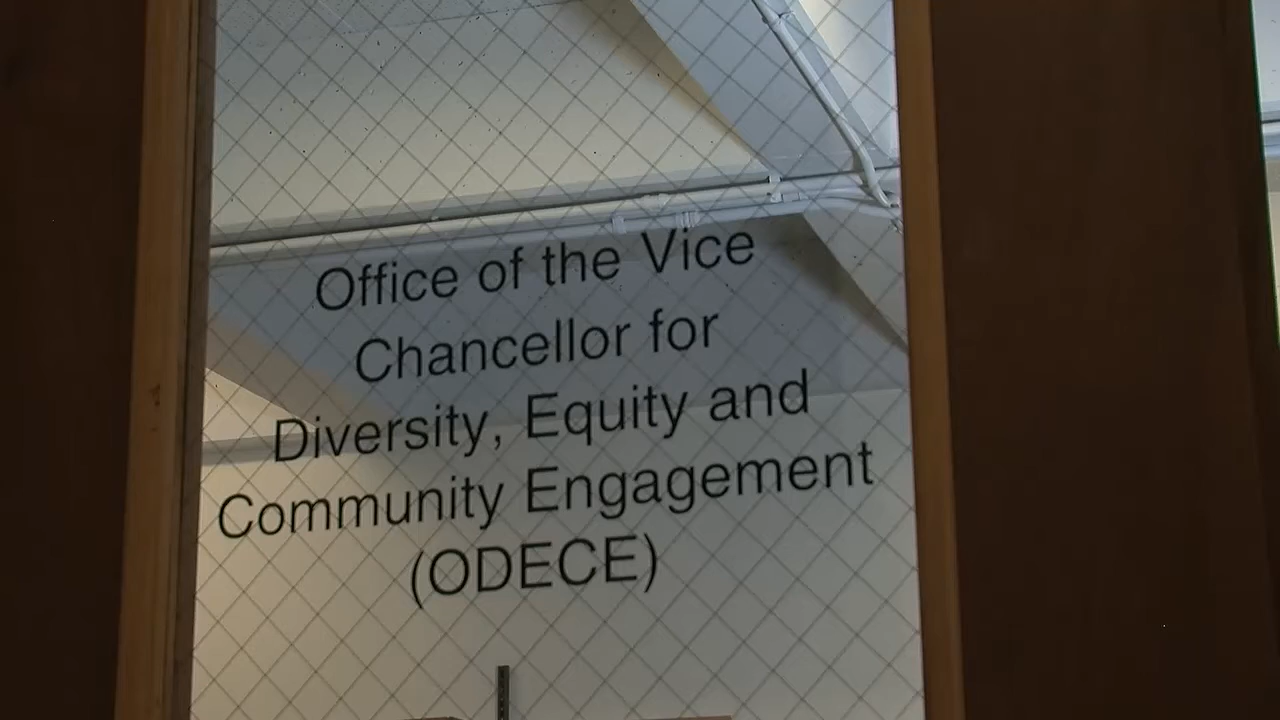 Office of the Vice
Chancellor for
Diversity, Equity and
Community Engagement
(ODECE)